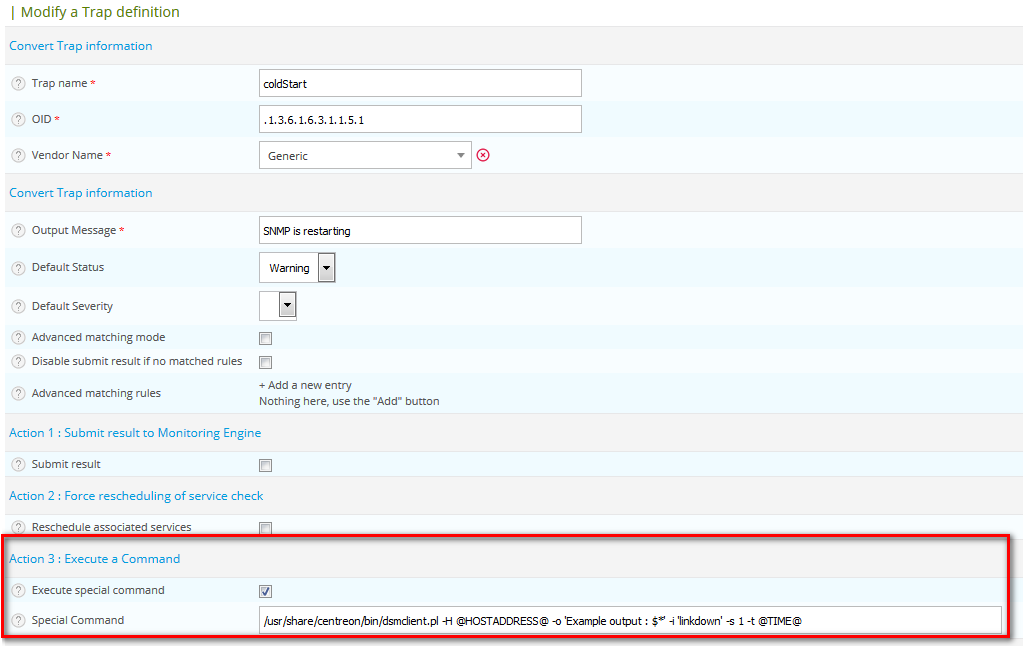 | Modify a Trap definition
Convert Trap information
? Trap name * coldStart
? OID * .1.3.6.1.6.3.1.1.5.1
? Vendor Name * Generic
Convert Trap information
? Output Message * SNMP is restarting
? Default Status Warning
? Default Severity
? Advanced matching mode
? Disable submit result if no matched rules
? Advanced matching rules + Add a new entry
Nothing here, use the "Add" button
Action 1 : Submit result to Monitoring Engine
? Submit result
Action 2 : Force rescheduling of service check
? Reschedule associated services
Action 3 : Execute a Command
? Execute special command
? Special Command /usr/share/centreon/bin/dsmclient.pl -H @HOSTADDRESS@ -o 'Example output : $*' -i 'linkdown' -s 1 -t @TIME@